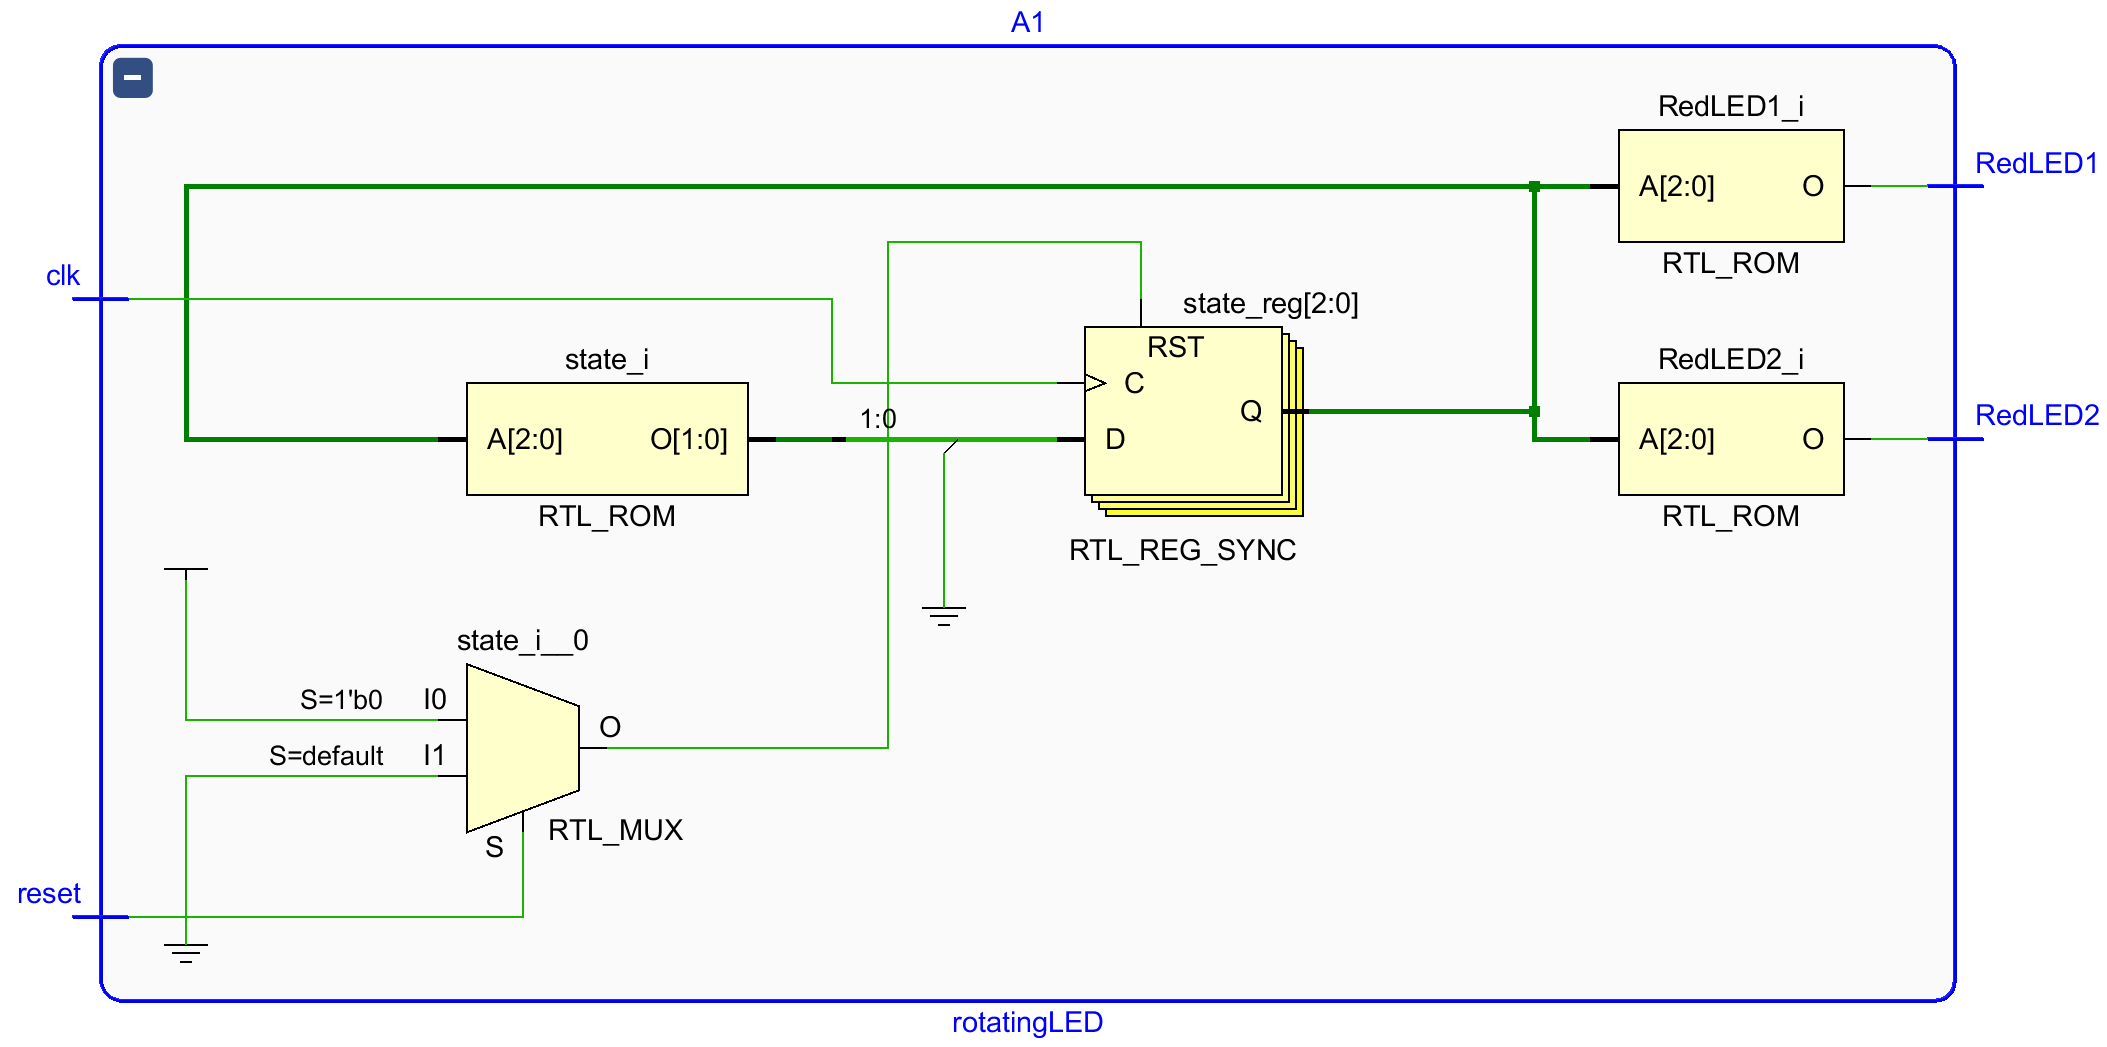 A1
RedLED1_i
A[2:0] O
RTL_ROM
RedLED1
clk
state_reg[2:0]
RST
C
Q
D
RTL_REG_SYNC
state_i
1:0
A[2:0] O[1:0]
RTL_ROM
RedLED2_i
A[2:0] O
RTL_ROM
RedLED2
state_i__0
S=1'b0 I0
O
S=default I1
S
RTL_MUX
reset
rotatingLED